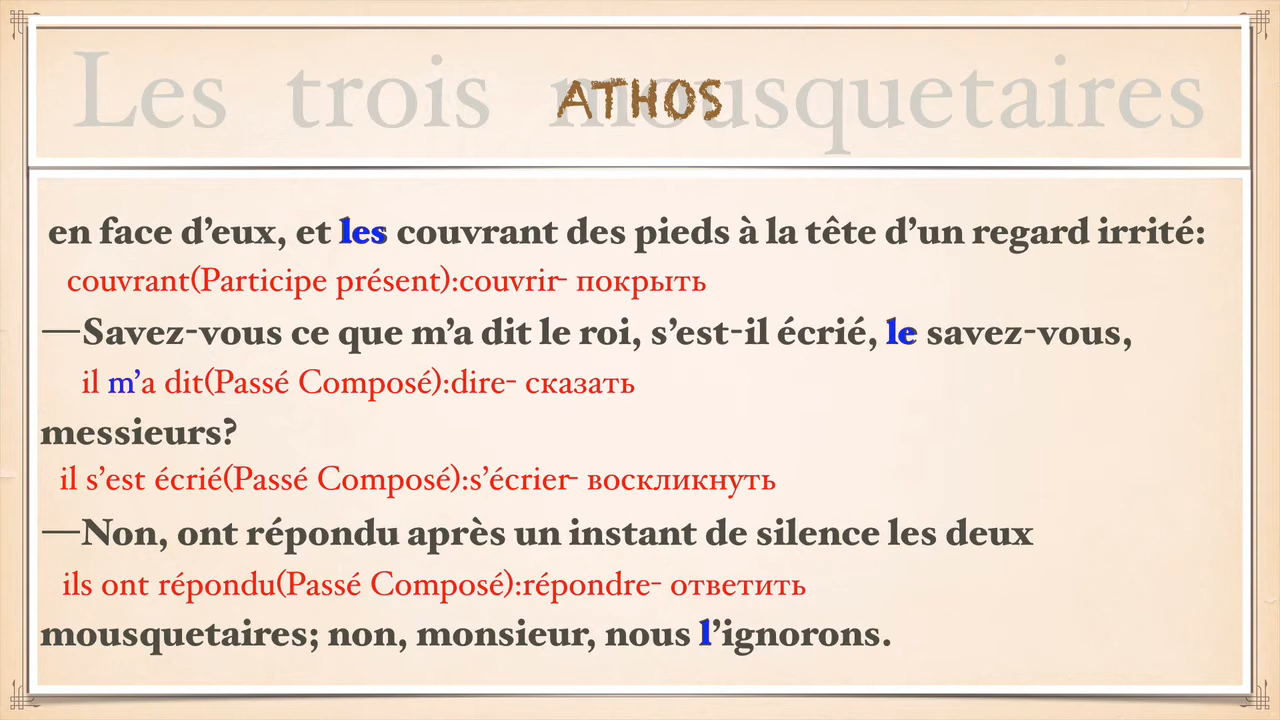 Les trois mousquetaires
ATHOS
en face d’eux, et les couvrant des pieds à la tête d’un regard irrité:
couvrant(Participe présent):couvrir- покрыть
—Savez-vous ce que m’a dit le roi, s’est-il écrié, le savez-vous,
il m’a dit(Passé Composé):dire- сказать
messieurs?
il s’est écrié(Passé Composé):s’écrier- воскликнуть
—Non, ont répondu après un instant de silence les deux
ils ont répondu(Passé Composé):répondre- ответить
mousquetaires; non, monsieur, nous l’ignorons.